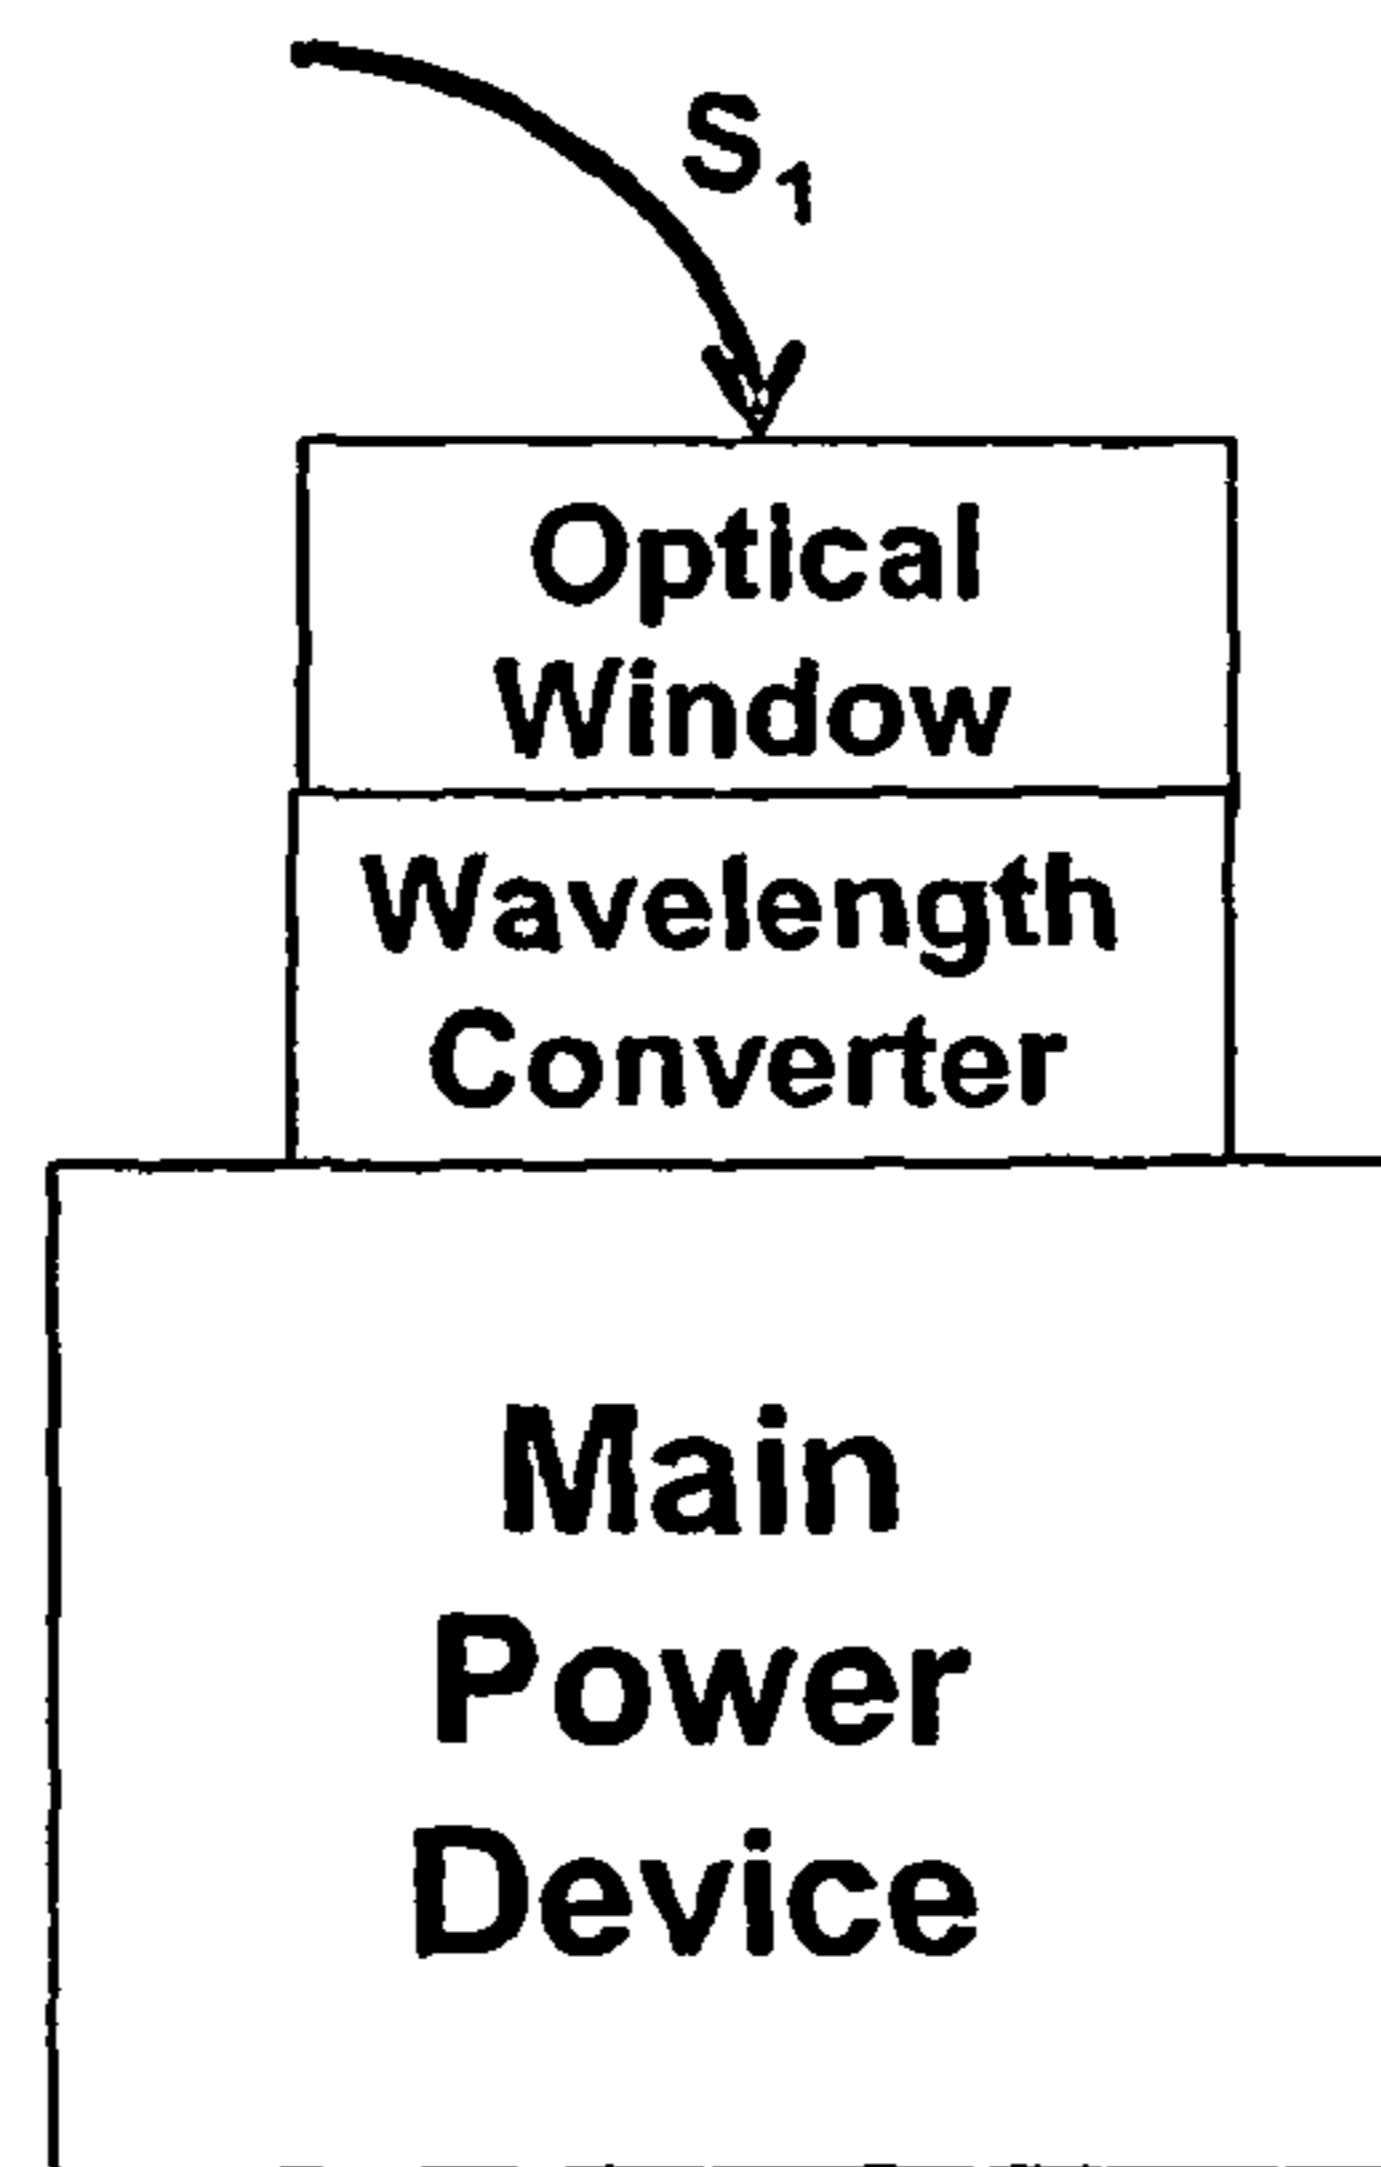 S₁
Optical
Window
Wavelength
Converter
Main
Power
Device